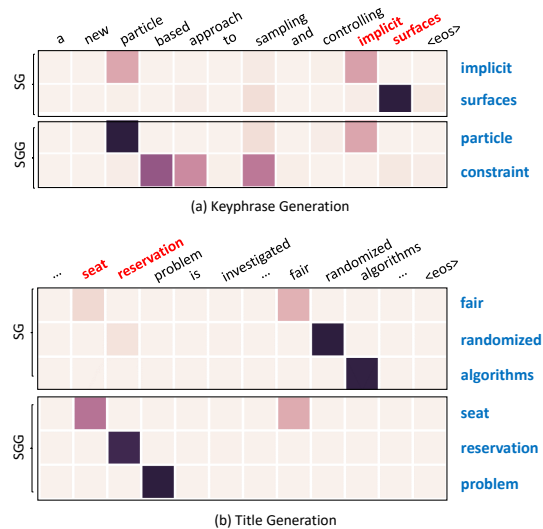 a new particle based approach to sampling and controlling implicit surfaces <eos>
SG
implicit
surfaces
SGG
particle
constraint
(a) Keyphrase Generation
... seat reservation problem is investigated ... fair randomized algorithms ... <eos>
SG
fair
randomized
algorithms
SGG
seat
reservation
problem
(b) Title Generation